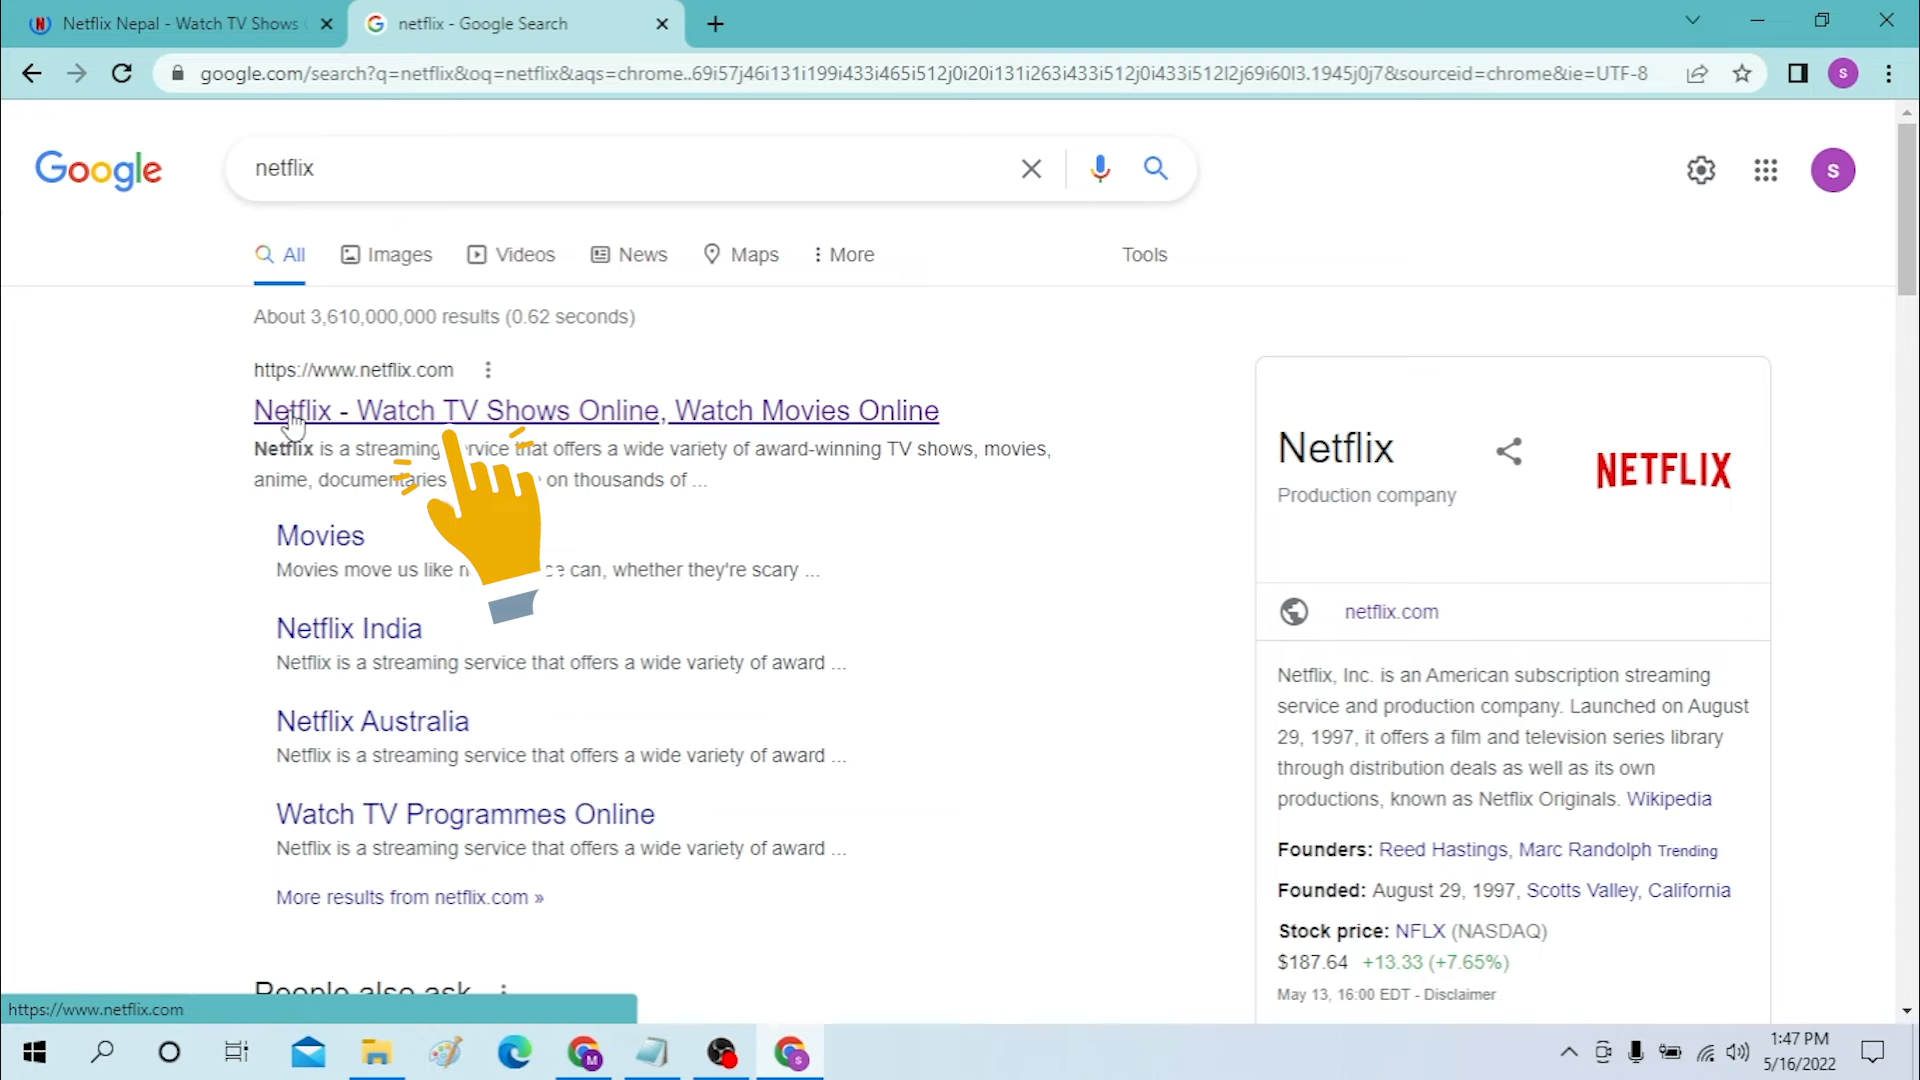 Netflix Nepal - Watch TV Shows
netflix - Google Search
google.com/search?q=netflix&oq=netflix&aqs=chrome..69i57j46i131i199i433i465i512j0i20i131i263i433i512j0i433i512l2j69i60l3.1945j0j7&sourceid=chrome&ie=UTF-8
S
Google
netflix
S
All
Images
Videos
News
Maps
More
Tools
About 3,610,000,000 results (0.62 seconds)
https://www.netflix.com
Netflix - Watch TV Shows Online, Watch Movies Online
Netflix is a streaming that offers a wide variety of award-winning TV shows, movies,
anime, documentaries on thousands of ...
Movies
Movies move us like can, whether they're scary ...
Netflix India
Netflix is a streaming service that offers a wide variety of award ...
Netflix Australia
Netflix is a streaming service that offers a wide variety of award ...
Watch TV Programmes Online
Netflix is a streaming service that offers a wide variety of award ...
More results from netflix.com »
People also ask
Netflix
Production company
NETFLIX
netflix.com
Netflix, Inc. is an American subscription streaming
service and production company. Launched on August
29, 1997, it offers a film and television series library
through distribution deals as well as its own
productions, known as Netflix Originals. Wikipedia
Founders: Reed Hastings, Marc Randolph Trending
Founded: August 29, 1997, Scotts Valley, California
Stock price: NFLX (NASDAQ)
$187.64 +13.33 (+7.65%)
May 13, 16:00 EDT - Disclaimer
https://www.netflix.com
M
S
1:47 PM
5/16/2022